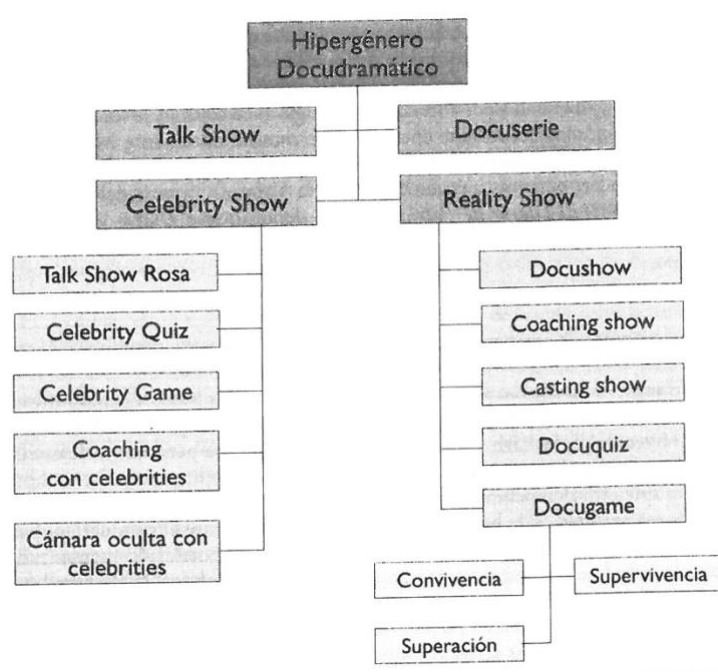 Hipergénero
Docudramático
Talk Show
Docuserie
Celebrity Show
Reality Show
Talk Show Rosa
Celebrity Quiz
Celebrity Game
Coaching
con celebrities
Cámara oculta con
celebrities
Docushow
Coaching show
Casting show
Docuquiz
Docugame
Convivencia
Supervivencia
Superación